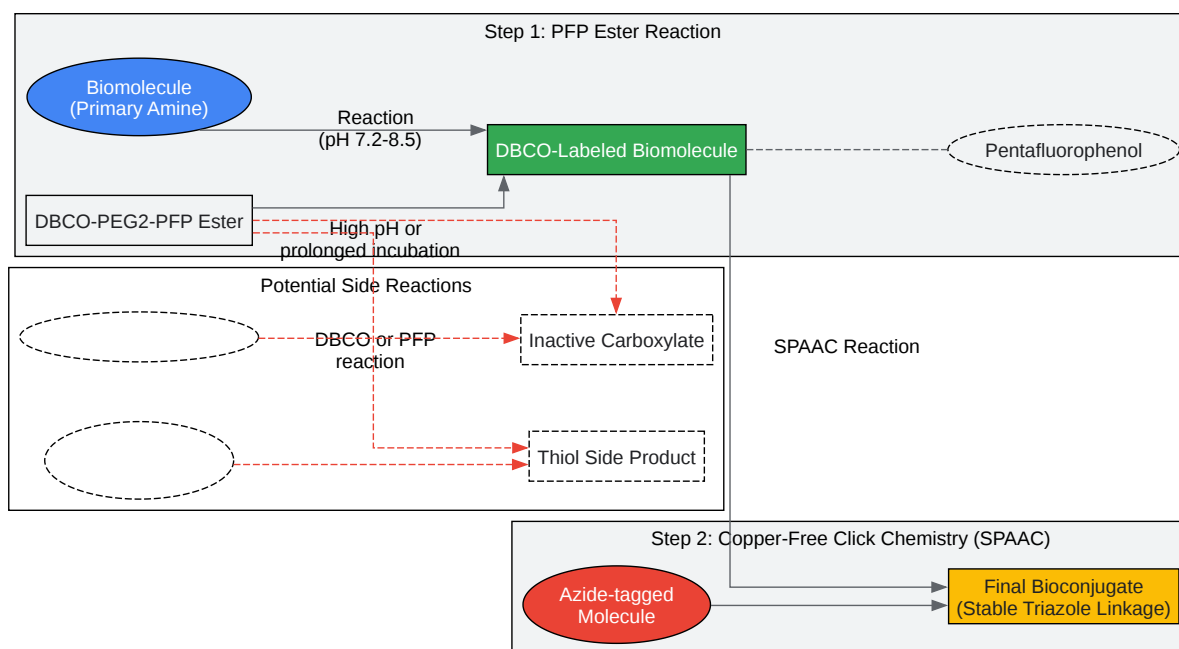 Step 1: PFP Ester Reaction
Biomolecule
(Primary Amine)
Reaction
(pH 7.2-8.5)
DBCO-Labeled Biomolecule
Pentafluorophenol
DBCO-PEG2-PFP Ester
High pH or
prolonged incubation
Potential Side Reactions
DBCO or PFP
reaction
Inactive Carboxylate
SPAAC Reaction
Thiol Side Product
Step 2: Copper-Free Click Chemistry (SPAAC)
Azide-tagged
Molecule
Final Bioconjugate
(Stable Triazole Linkage)